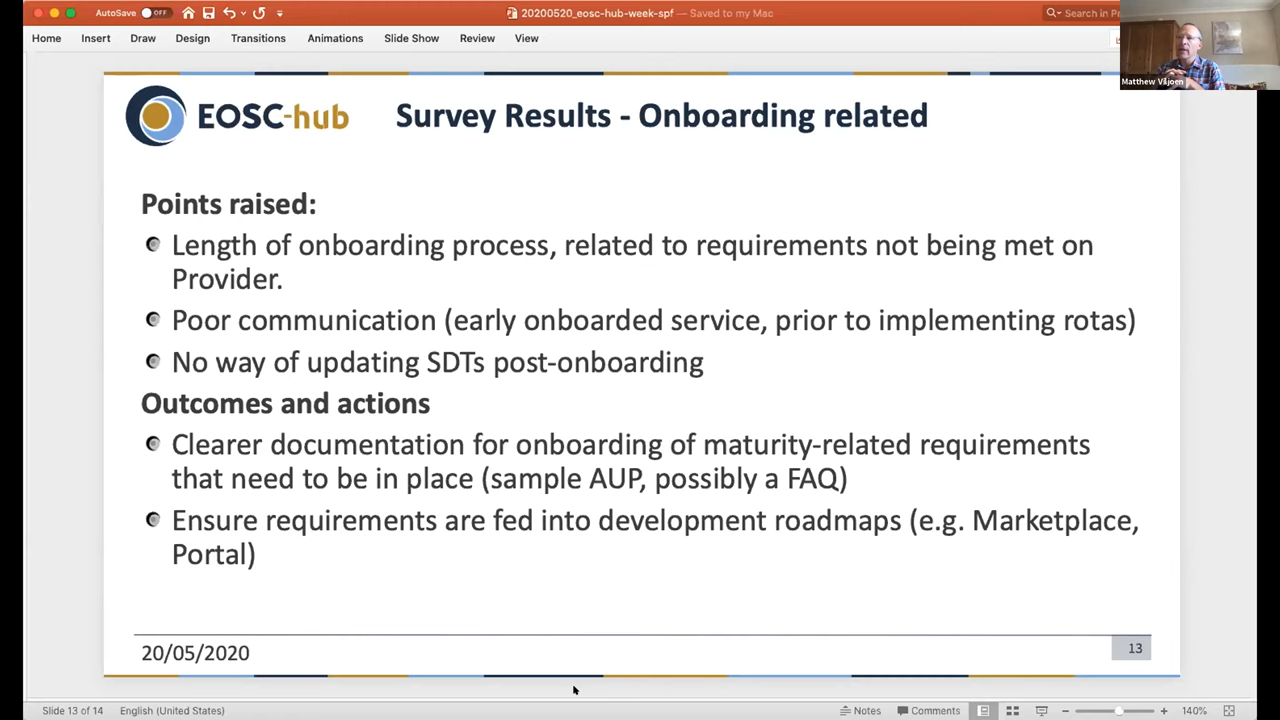 AutoSave OFF
20200520_eosc-hub-week-spf — Saved to my Mac
Search in Pr
Home Insert Draw Design Transitions Animations Slide Show Review View
Matthew Viljoen
EOSC-hub
Survey Results - Onboarding related
Points raised:
Length of onboarding process, related to requirements not being met on
Provider.
Poor communication (early onboarded service, prior to implementing rotas)
No way of updating SDTs post-onboarding
Outcomes and actions
Clearer documentation for onboarding of maturity-related requirements
that need to be in place (sample AUP, possibly a FAQ)
Ensure requirements are fed into development roadmaps (e.g. Marketplace,
Portal)
20/05/2020
13
Slide 13 of 14 English (United States) Notes Comments 140%